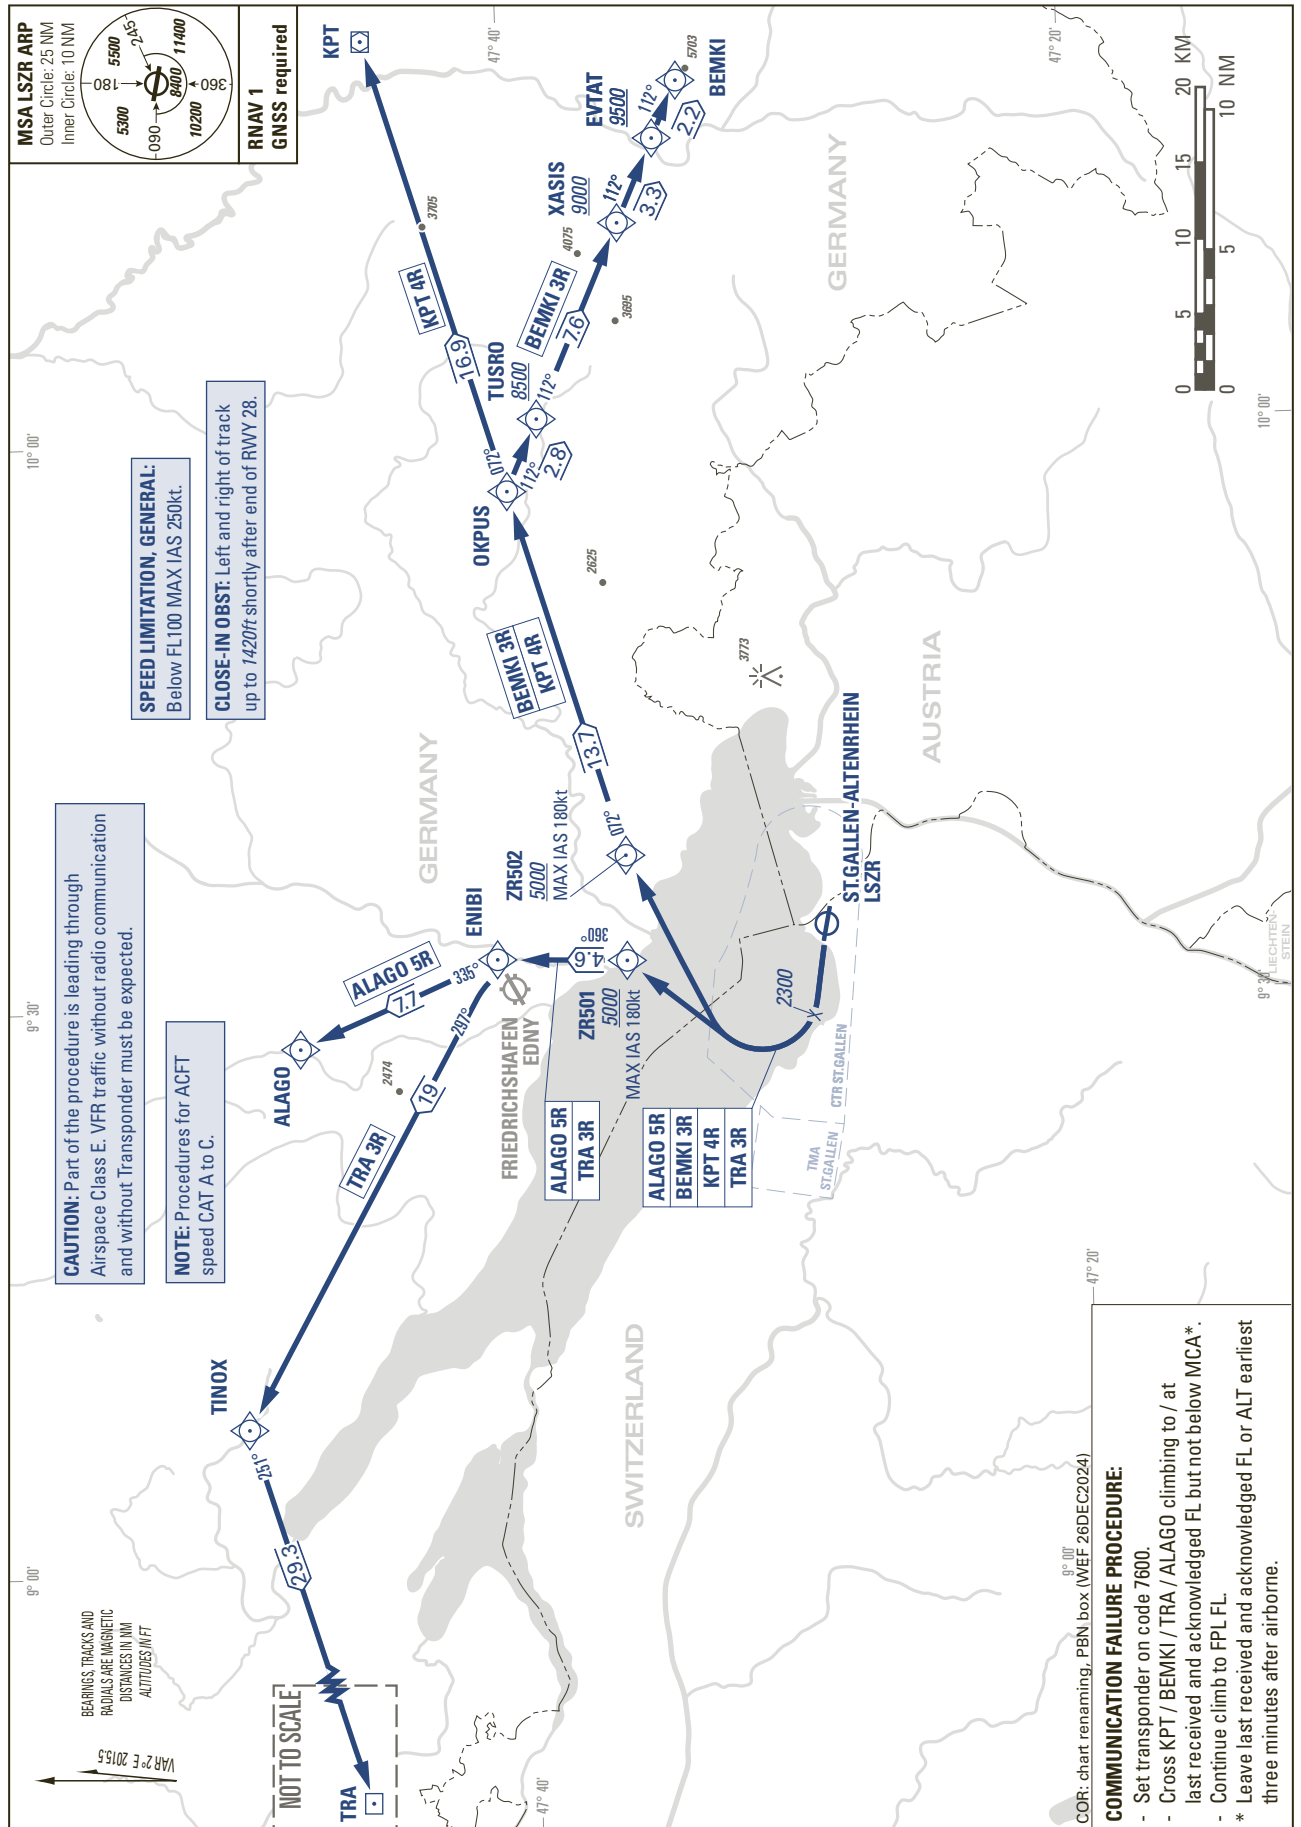 MSA LSZR ARP
Outer Circle: 25 NM
Inner Circle: 10 NM
5300
5500
245
180
090
360
8400
11400
10200
RNAV 1
GNSS required
CAUTION: Part of the procedure is leading through
Airspace Class E. VFR traffic without radio communication
and without Transponder must be expected.
NOTE: Procedures for ACFT
speed CAT A to C.
SPEED LIMITATION, GENERAL:
Below FL100 MAX IAS 250kt.
CLOSE-IN OBST: Left and right of track
up to 1420ft shortly after end of RWY 28.
BEARINGS, TRACKS AND
RADIALS ARE MAGNETIC
DISTANCES IN NM
ALTITUDES IN FT
VAR 2° E 2015.5
9° 00'
9° 30'
10° 00'
47° 40'
47° 20'
NOT TO SCALE
TRA
29.3
251°
TINOX
TRA 3R
19
297°
2474
ALAGO
ALAGO 5R
7.7
335°
ENIBI
FRIEDRICHSHAFEN
EDNY
4.6
360°
ZR501
5000
MAX IAS 180kt
ALAGO 5R
TRA 3R
ALAGO 5R
BEMKI 3R
KPT 4R
TRA 3R
ZR502
5000
MAX IAS 180kt
072°
13.7
BEMKI 3R
KPT 4R
OKPUS
072°
16.9
KPT 4R
3705
KPT
112°
2.8
TUSRO
8500
112°
7.6
BEMKI 3R
4075
3695
2625
3773
XASIS
9000
112°
3.3
EVTAT
9500
112°
2.2
BEMKI
5703
2300
ST.GALLEN-ALTENRHEIN
LSZR
CTR ST.GALLEN
TMA
ST.GALLEN
GERMANY
GERMANY
AUSTRIA
SWITZERLAND
LIECHTEN-
STEIN
47° 40'
47° 20'
9° 00'
9° 30'
10° 00'
0 5 10 15 20 KM
0 5 10 NM
COR: chart renaming, PBN box (WEF 26DEC2024)
COMMUNICATION FAILURE PROCEDURE:
- Set transponder on code 7600.
- Cross KPT / BEMKI / TRA / ALAGO climbing to / at
last received and acknowledged FL but not below MCA*.
- Continue climb to FPL FL.
* Leave last received and acknowledged FL or ALT earliest
three minutes after airborne.